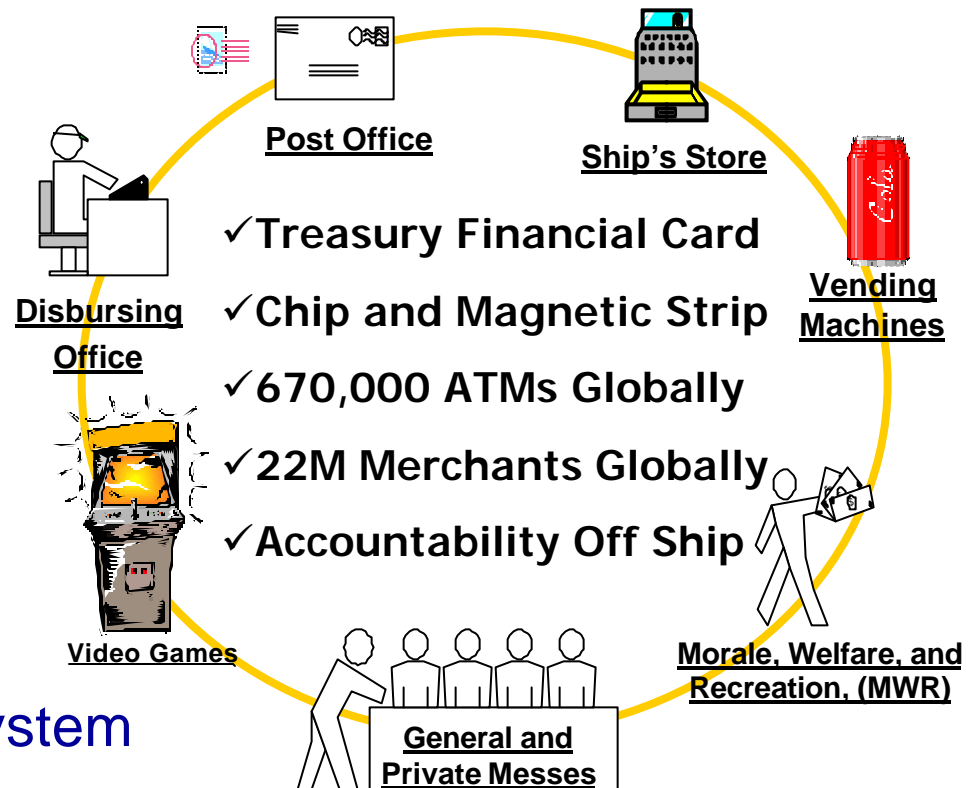 Post Office
Ship's Store
Cola
✓Treasury Financial Card
Vending
Machines
Disbursing
Office
✓Chip and Magnetic Strip
✓670,000 ATMs Globally
✓22M Merchants Globally
✓Accountability Off Ship
Video Games
Morale, Welfare, and
Recreation, (MWR)
ystem
General and
Private Messes